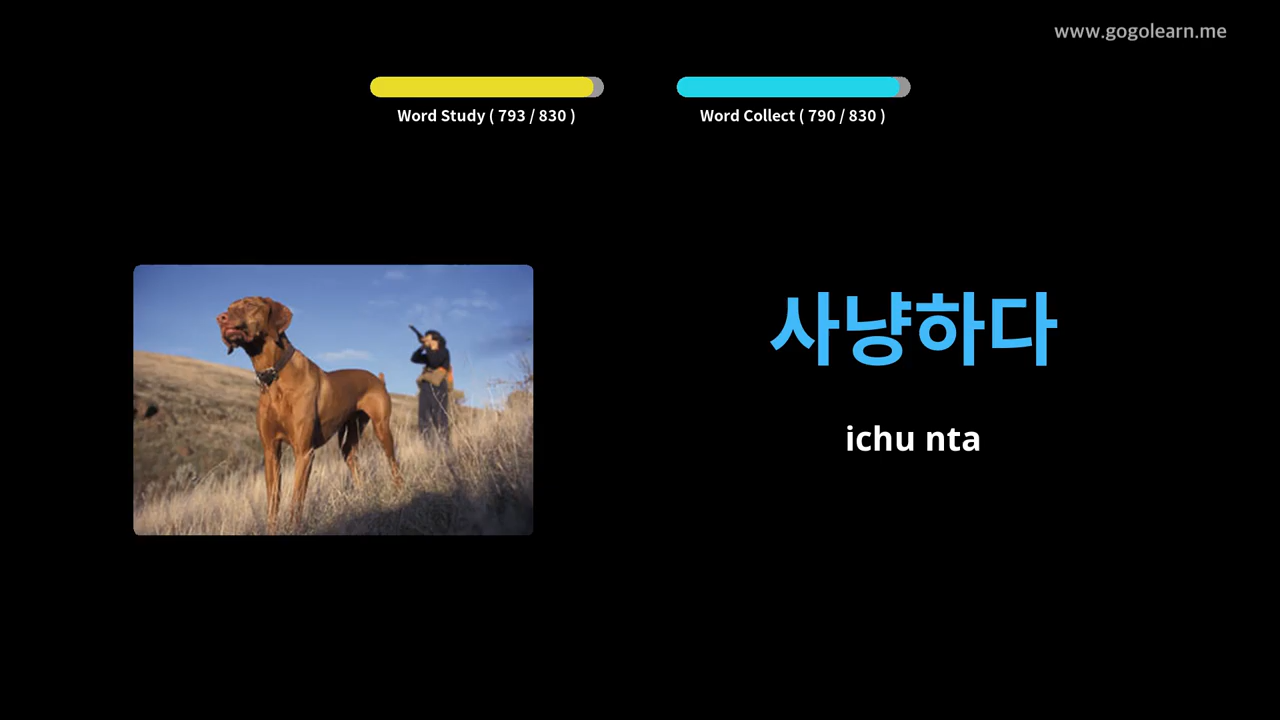 www.gogolearn.me
Word Study ( 793 / 830 )
Word Collect ( 790 / 830 )
사냥하다
ichu nta